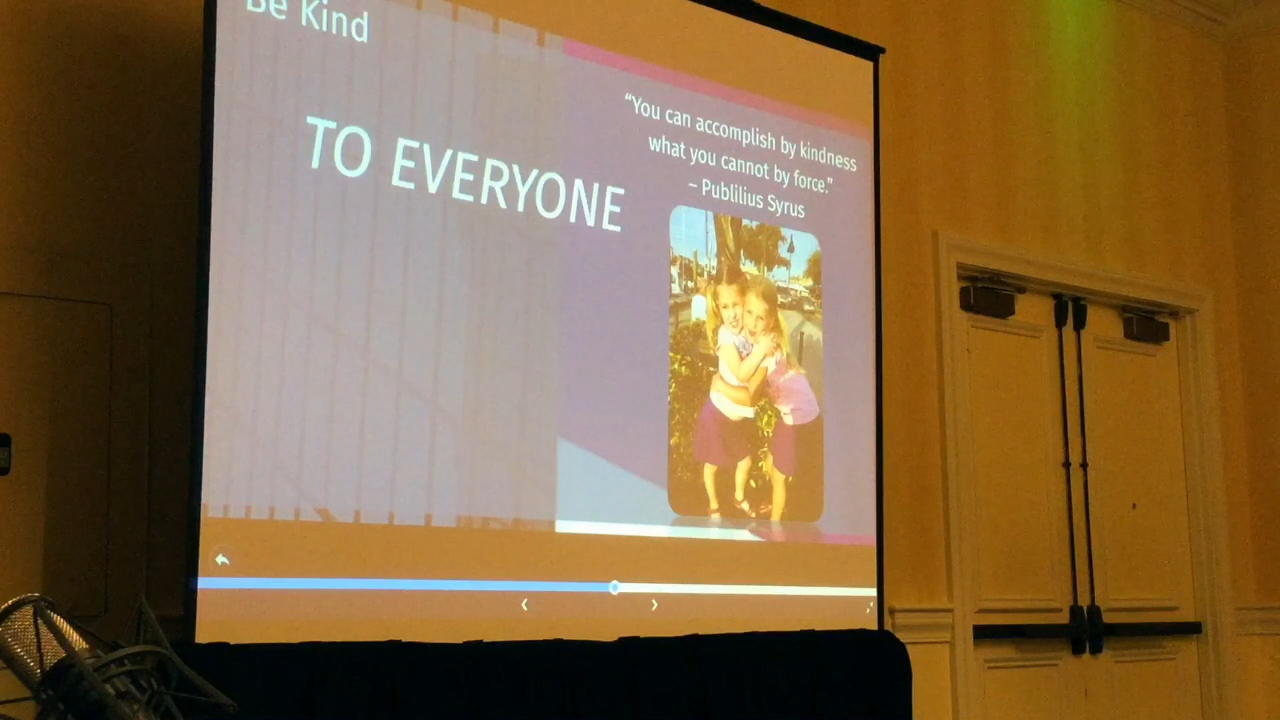 Be Kind
TO EVERYONE
“You can accomplish by kindness
what you cannot by force.”
– Publilius Syrus